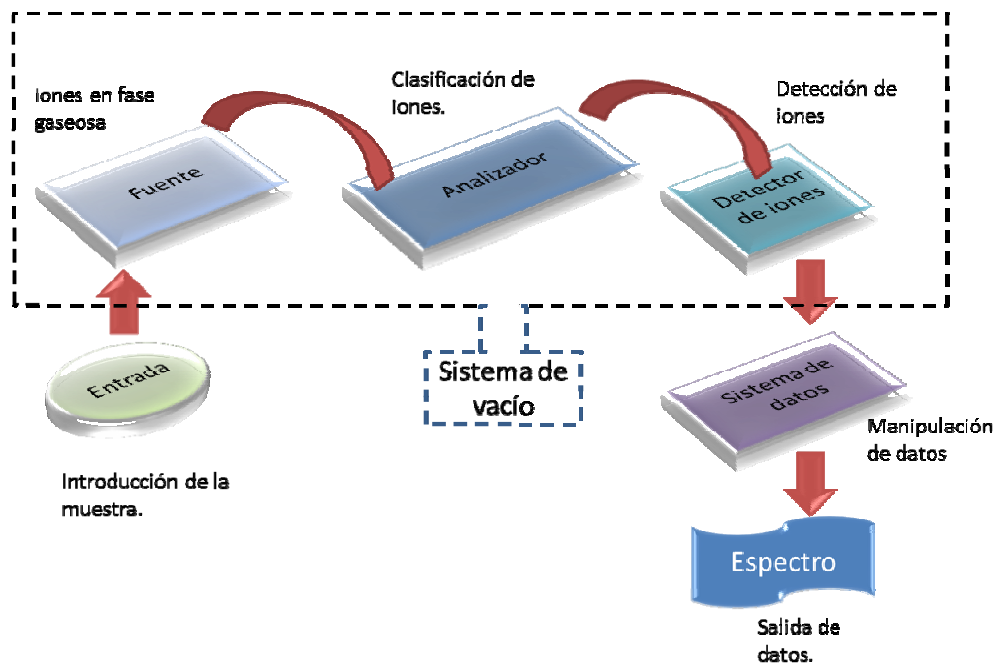 Iones en fase
gaseosa
Clasificación de
Iones.
Detección de
iones
Fuente
Analizador
Detector
de iones
Entrada
Introducción de la
muestra.
Sistema de
vacío
Sistema de
datos
Manipulación
de datos
Espectro
Salida de
datos.